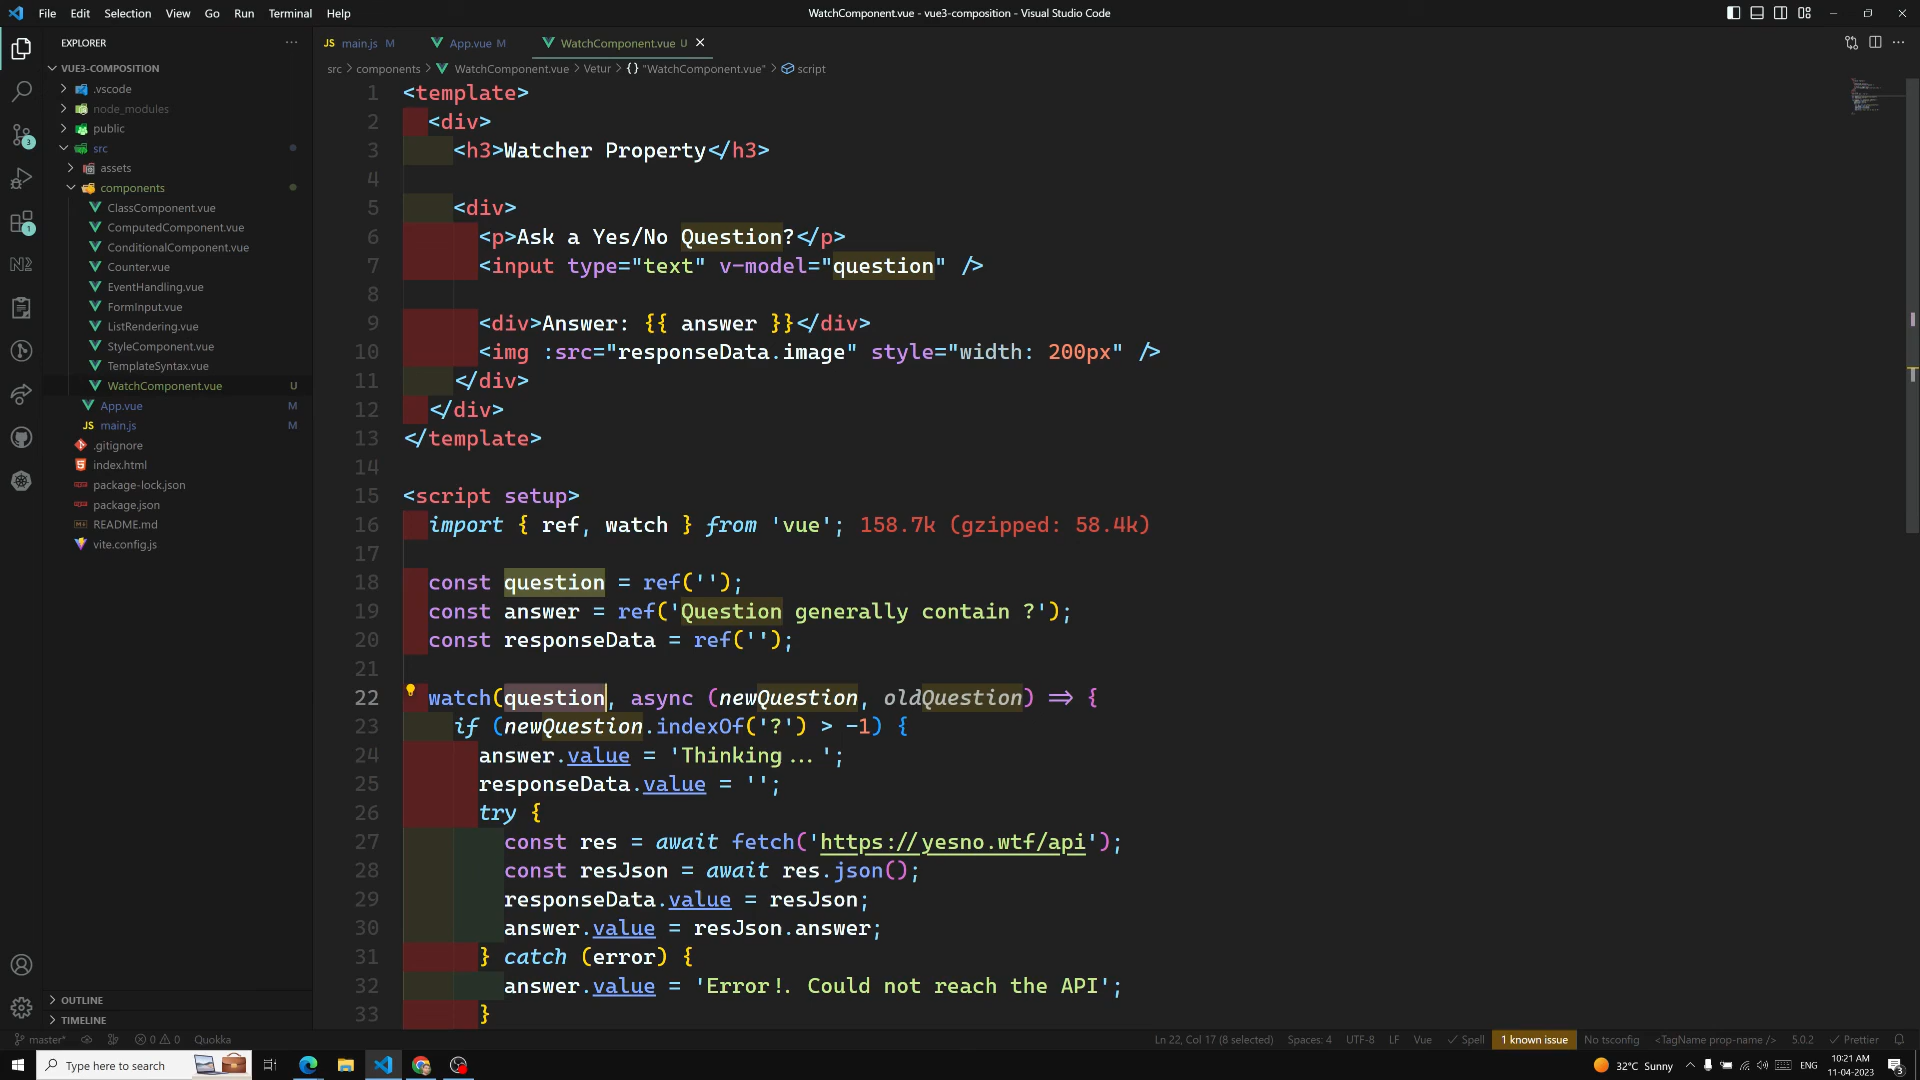 File Edit Selection View Go Run Terminal Help
WatchComponent.vue - vue3-composition - Visual Studio Code
EXPLORER
VUE3-COMPOSITION
.vscode
node_modules
public
src
assets
components
ClassComponent.vue
ComputedComponent.vue
ConditionalComponent.vue
Counter.vue
EventHandling.vue
FormInput.vue
ListRendering.vue
StyleComponent.vue
TemplateSyntax.vue
WatchComponent.vue U
App.vue M
JS main.js M
.gitignore
index.html
package-lock.json
package.json
README.md
vite.config.js
OUTLINE
TIMELINE
3
1
JS main.js M
App.vue M
WatchComponent.vue U
src > components > WatchComponent.vue > Vetur > {} "WatchComponent.vue" > script
1 <template>
2 <div>
3 <h3>Watcher Property</h3>
4
5 <div>
6 <p>Ask a Yes/No Question?</p>
7 <input type="text" v-model="question" />
8
9 <div>Answer: {{ answer }}</div>
10 <img :src="responseData.image" style="width: 200px" />
11 </div>
12 </div>
13 </template>
14
15 <script setup>
16 import { ref, watch } from 'vue'; 158.7k (gzipped: 58.4k)
17
18 const question = ref('');
19 const answer = ref('Question generally contain ?');
20 const responseData = ref('');
21
22 watch(question, async (newQuestion, oldQuestion) => {
23 if (newQuestion.indexOf('?') > -1) {
24 answer.value = 'Thinking...';
25 responseData.value = '';
26 try {
27 const res = await fetch('https://yesno.wtf/api');
28 const resJson = await res.json();
29 responseData.value = resJson;
30 answer.value = resJson.answer;
31 } catch (error) {
32 answer.value = 'Error!. Could not reach the API';
33 }
master* 0 0 Quokka
Ln 22, Col 17 (8 selected) Spaces: 4 UTF-8 LF Vue Spell 1 known issue No tsconfig <TagName prop-name /> 5.0.2 Prettier
Type here to search
32°C Sunny
ENG
10:21 AM
11-04-2023
3